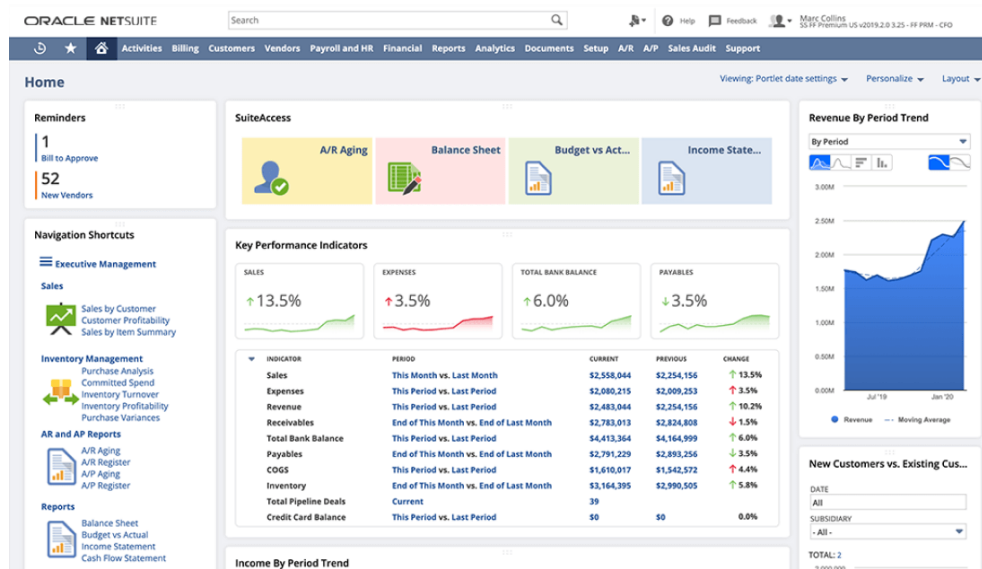 ORACLE NETSUITE
Search
Help
Feedback
Marc Collins
SS FF Premium US v2019.2.0 3.25 - FF PRM - CFO
Activities Billing Customers Vendors Payroll and HR Financial Reports Analytics Documents Setup A/R A/P Sales Audit Support
Home
Viewing: Portlet date settings
Personalize
Layout
Reminders
1
Bill to Approve
52
New Vendors
Navigation Shortcuts
Executive Management
Sales
Sales by Customer
Customer Profitability
Sales by Item Summary
Inventory Management
Purchase Analysis
Committed Spend
Inventory Turnover
Inventory Profitability
Purchase Variances
AR and AP Reports
A/R Aging
A/R Register
A/P Aging
A/P Register
Reports
Balance Sheet
Budget vs Actual
Income Statement
Cash Flow Statement
SuiteAccess
A/R Aging
Balance Sheet
Budget vs Act...
Income State...
Key Performance Indicators
SALES
13.5%
EXPENSES
3.5%
TOTAL BANK BALANCE
6.0%
PAYABLES
3.5%
INDICATOR PERIOD CURRENT PREVIOUS CHANGE
Sales This Month vs. Last Month $2,558,044 $2,254,156 13.5%
Expenses This Period vs. Last Period $2,080,215 $2,009,253 3.5%
Revenue This Period vs. Last Period $2,483,044 $2,254,156 10.2%
Receivables End of This Month vs. End of Last Month $2,783,013 $2,824,808 1.5%
Total Bank Balance This Period vs. Last Period $4,413,364 $4,164,999 6.0%
Payables End of This Month vs. End of Last Month $2,791,229 $2,893,256 3.5%
COGS This Period vs. Last Period $1,610,017 $1,542,572 4.4%
Inventory End of This Month vs. End of Last Month $3,164,395 $2,990,505 5.8%
Total Pipeline Deals Current 39
Credit Card Balance This Period vs. Last Period $0 $0 0.0%
Income By Period Trend
Revenue By Period Trend
By Period
3.00M
2.50M
2.00M
1.50M
1.00M
0.50M
0.00M
Jul '19
Jan '20
Revenue
Moving Average
New Customers vs. Existing Cus...
DATE
All
SUBSIDIARY
- All -
TOTAL: 2
2,000,000